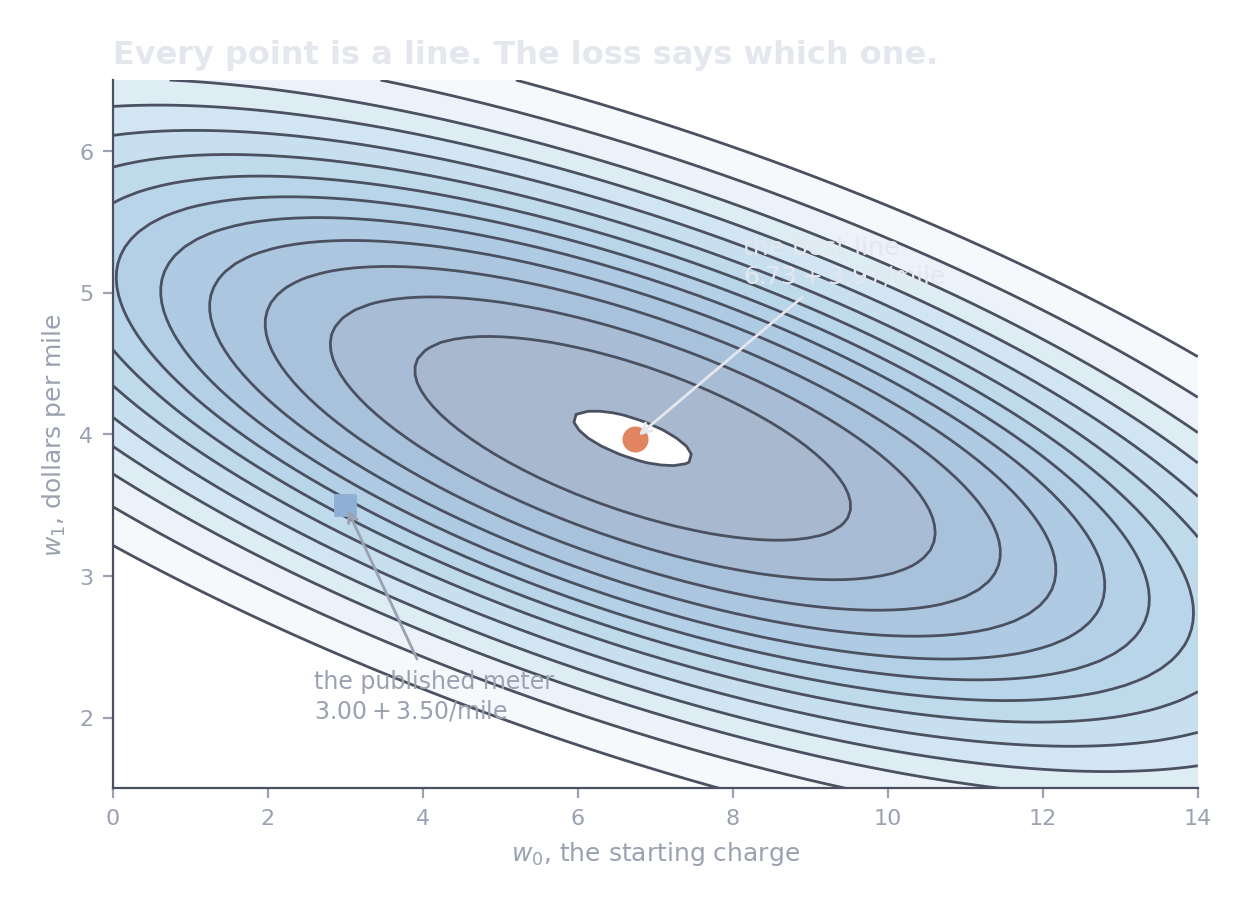 Every point is a line. The loss says which one.
6
5
4
3
2
w₁, dollars per mile
the best line
6.73 + 3.97/mile
the published meter
3.00 + 3.50/mile
0 2 4 6 8 10 12 14
w₀, the starting charge